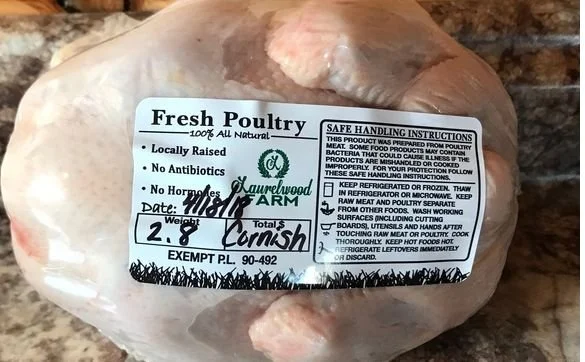 Fresh Poultry
100% All Natural
• Locally Raised
• No Antibiotics
• No Hormones
Laurelwood
FARM
Date: 4/18/18
Weight
Total $
2.8 Cornish
EXEMPT P.L. 90-492
SAFE HANDLING INSTRUCTIONS
THIS PRODUCT WAS PREPARED FROM POULTRY
MEAT. SOME FOOD PRODUCTS MAY CONTAIN
BACTERIA THAT COULD CAUSE ILLNESS IF THE
PRODUCTS ARE MISHANDLED OR COOKED
IMPROPERLY. FOR YOUR PROTECTION FOLLOW
THESE SAFE HANDLING INSTRUCTIONS.
KEEP REFRIGERATED OR FROZEN. THAW
IN REFRIGERATOR OR MICROWAVE. KEEP
RAW MEAT AND POULTRY SEPARATE
FROM OTHER FOODS. WASH WORKING
SURFACES (INCLUDING CUTTING
BOARDS), UTENSILS AND HANDS AFTER
TOUCHING RAW MEAT OR POULTRY. COOK
THOROUGHLY. KEEP HOT FOODS HOT.
REFRIGERATE LEFTOVERS IMMEDIATELY
OR DISCARD.